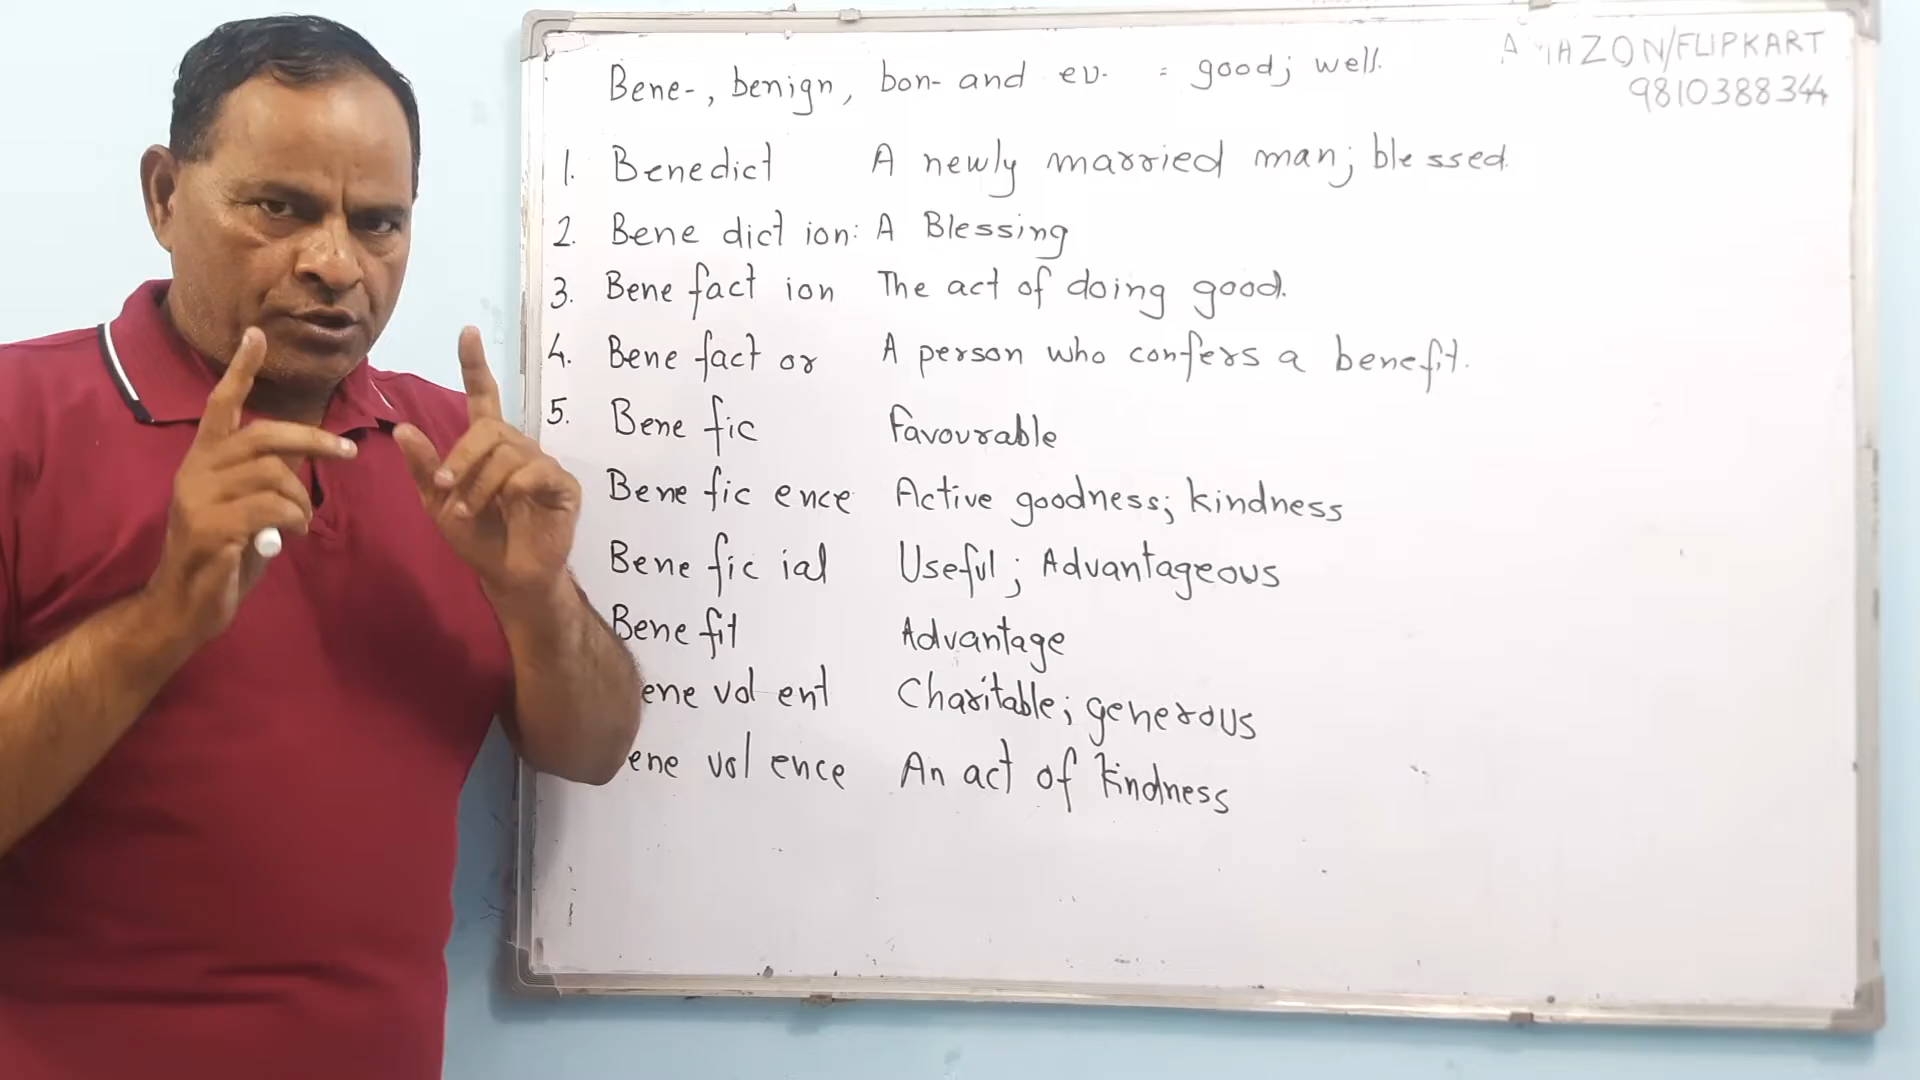 Bene-, benign, bon- and eu- = good; well.
AMAZON/FLIPKART
9810388344
1. Benedict A newly married man; blessed.
2. Bene dict ion: A Blessing
3. Bene fact ion The act of doing good.
4. Bene fact or A person who confers a benefit.
5. Bene fic Favourable
Bene fic ence Active goodness; kindness
Bene fic ial Useful; Advantageous
Bene fit Advantage
ene vol ent Charitable; generous
ene vol ence An act of kindness